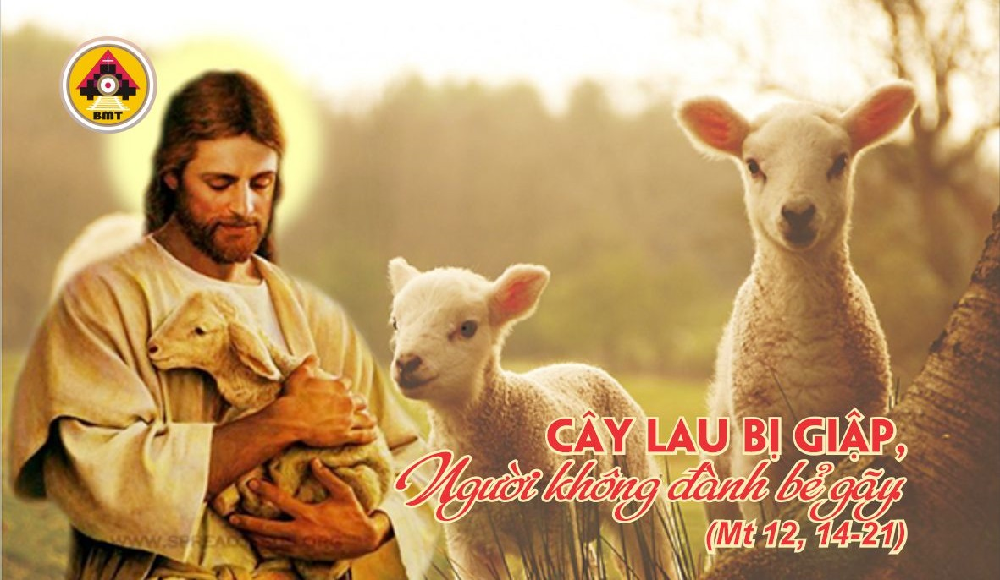 BMT
CÂY LAU BỊ GIẬP,
Người không đành bẻ gãy.
(Mt 12, 14-21)